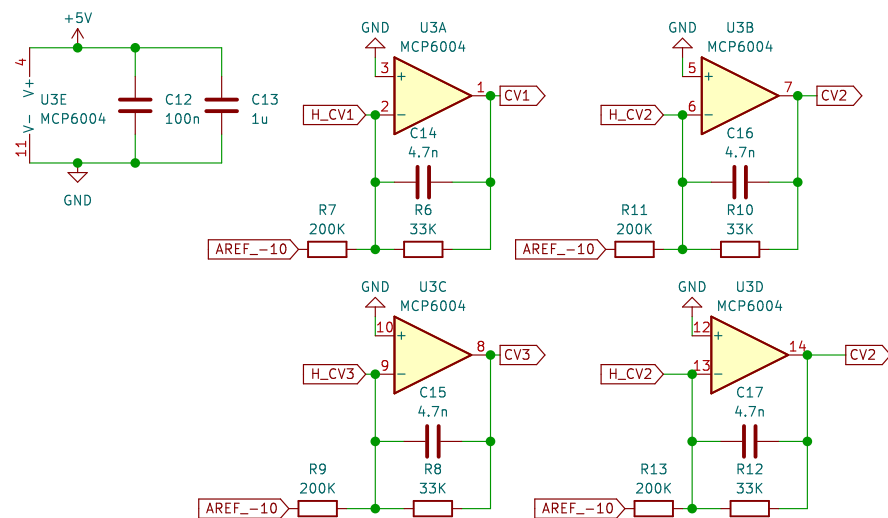 +5V
4
V+
U3E
MCP6004
V-
11
GND
C12
100n
C13
1u
GND
U3A
MCP6004
3
+
1
CV1
H_CV1
2
−
C14
4.7n
R7
200K
R6
33K
AREF_-10
GND
U3B
MCP6004
5
+
7
CV2
H_CV2
6
−
C16
4.7n
R11
200K
R10
33K
AREF_-10
GND
U3C
MCP6004
10
+
8
CV3
H_CV3
9
−
C15
4.7n
R9
200K
R8
33K
AREF_-10
GND
U3D
MCP6004
12
+
14
CV2
H_CV2
13
−
C17
4.7n
R13
200K
R12
33K
AREF_-10